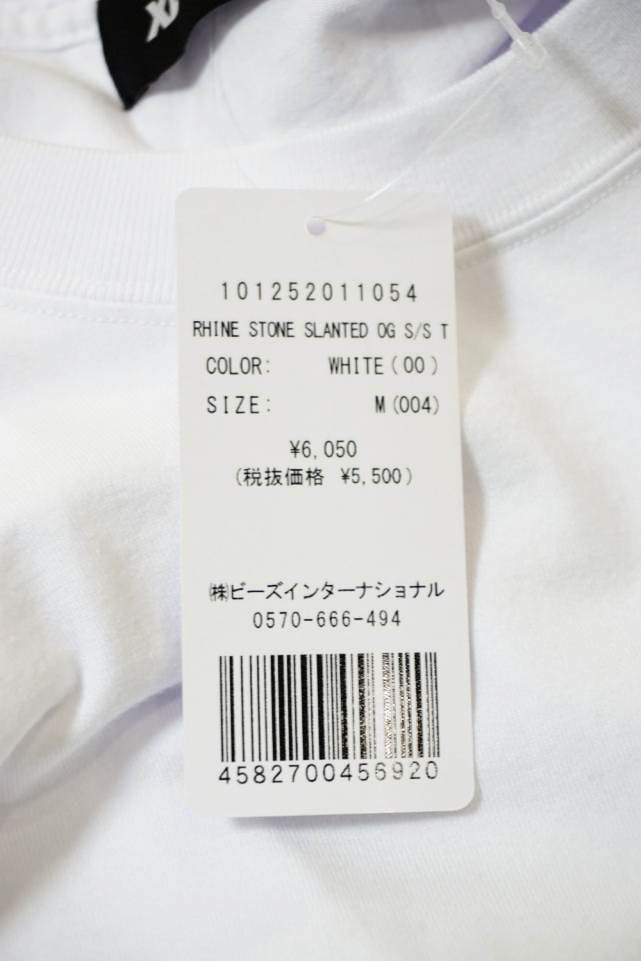 101252011054
RHINE STONE SLANTED OG S/S T
COLOR: WHITE(00)
SIZE: M(004)
¥6,050
(税抜価格 ¥5,500)
㈱ビーズインターナショナル
0570-666-494
4582700456920